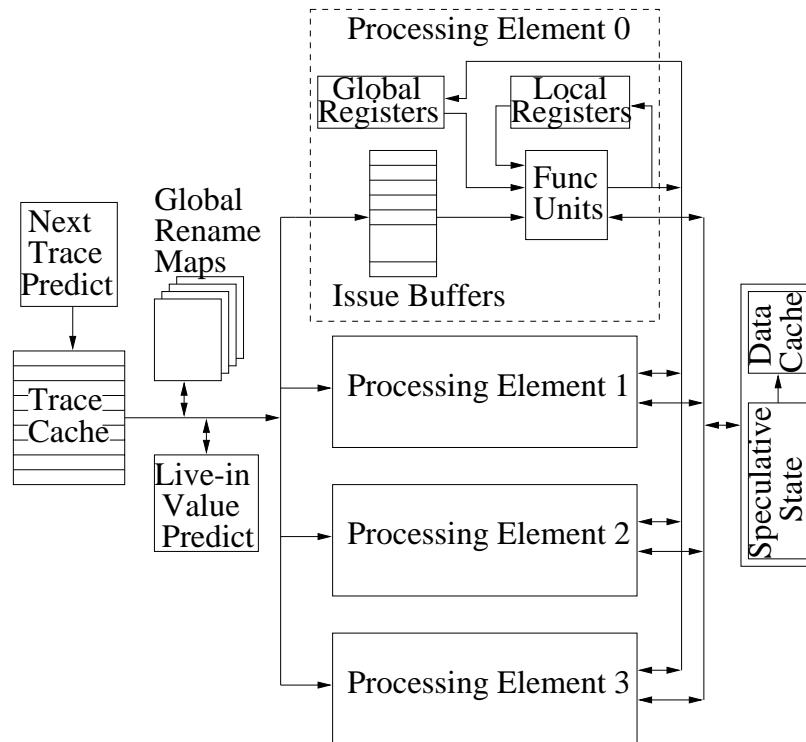 Processing Element 0
Global
Registers
Local
Registers
Func
Units
Issue Buffers
Next
Trace
Predict
Global
Rename
Maps
Trace
Cache
Live-in
Value
Predict
Processing Element 1
Processing Element 2
Processing Element 3
Data
Cache
Speculative
State